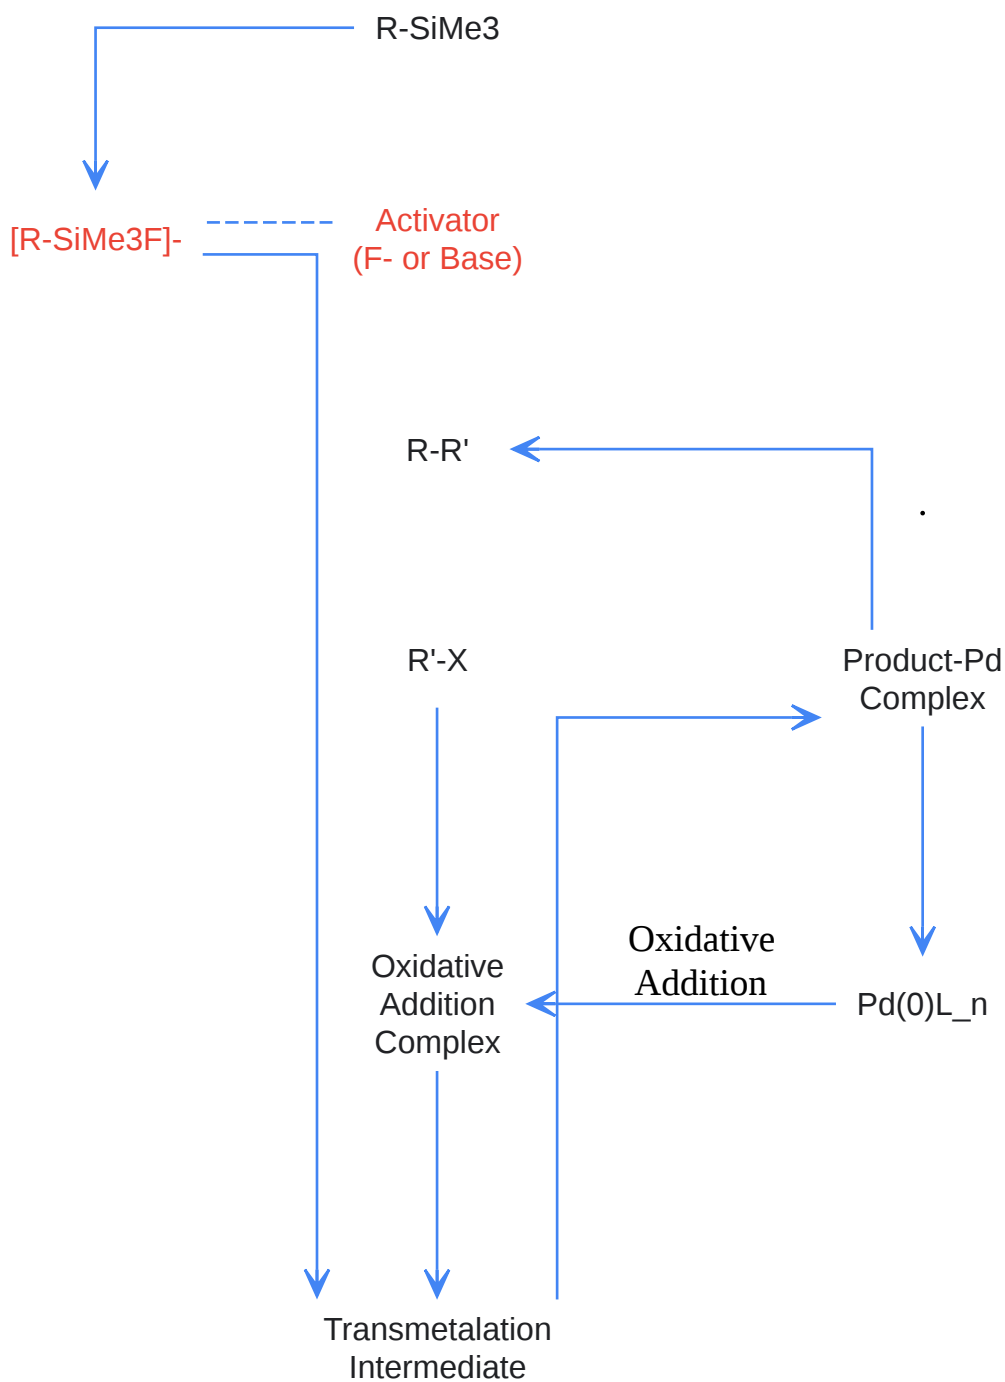 R-SiMe3
[R-SiMe3F]-
Activator
(F- or Base)
R-R'
.
R'-X
Product-Pd
Complex
Oxidative
Addition
Oxidative
Addition
Complex
Pd(0)L_n
Transmetalation
Intermediate